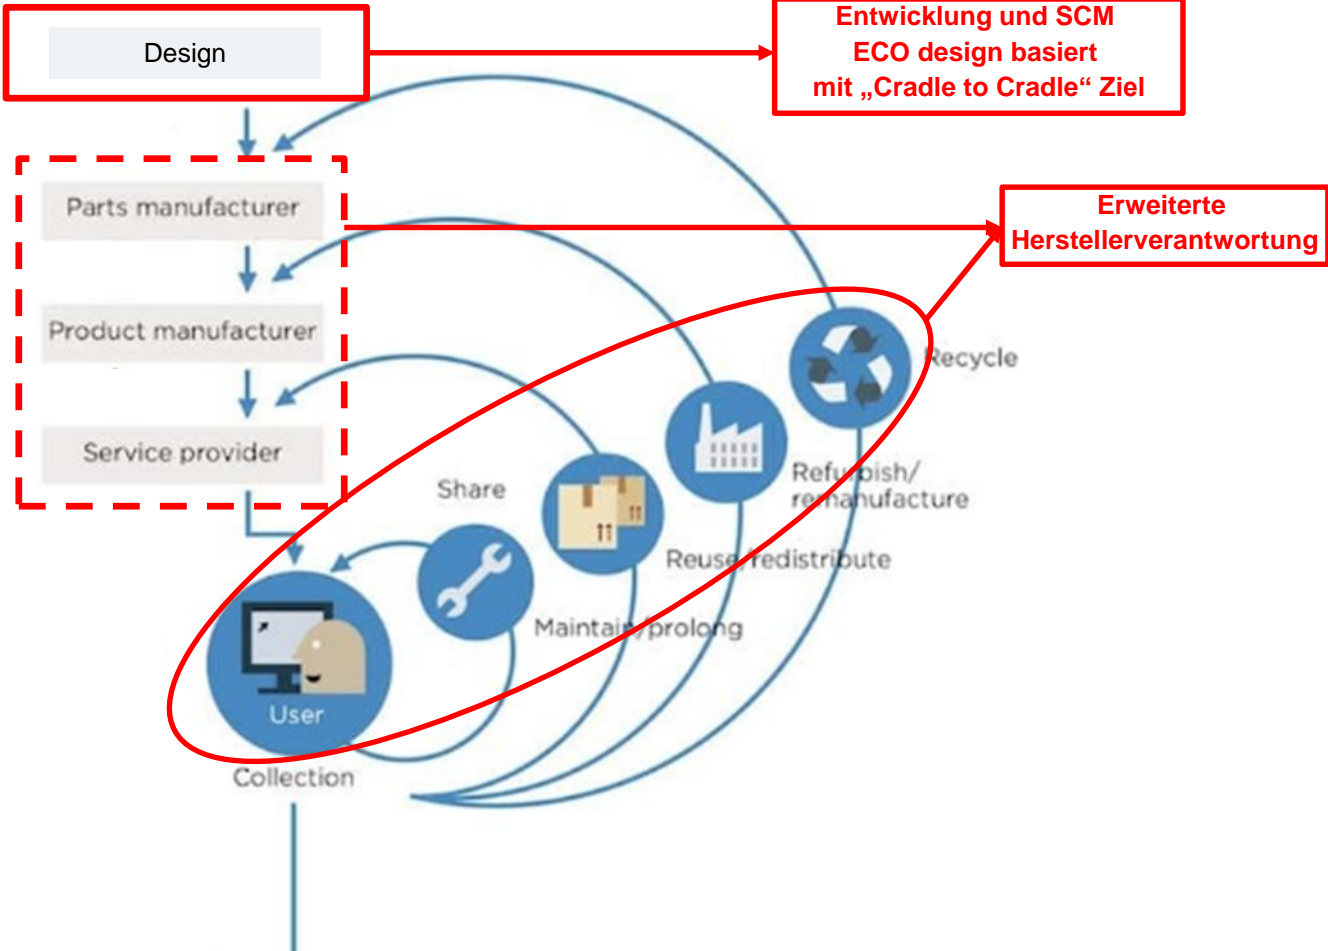 Design
Entwicklung und SCM
ECO design basiert
mit „Cradle to Cradle“ Ziel
Parts manufacturer
Erweiterte
Herstellerverantwortung
Product manufacturer
Recycle
Service provider
Share
Refurbish/
remanufacture
Reuse/redistribute
Maintain/prolong
User
Collection